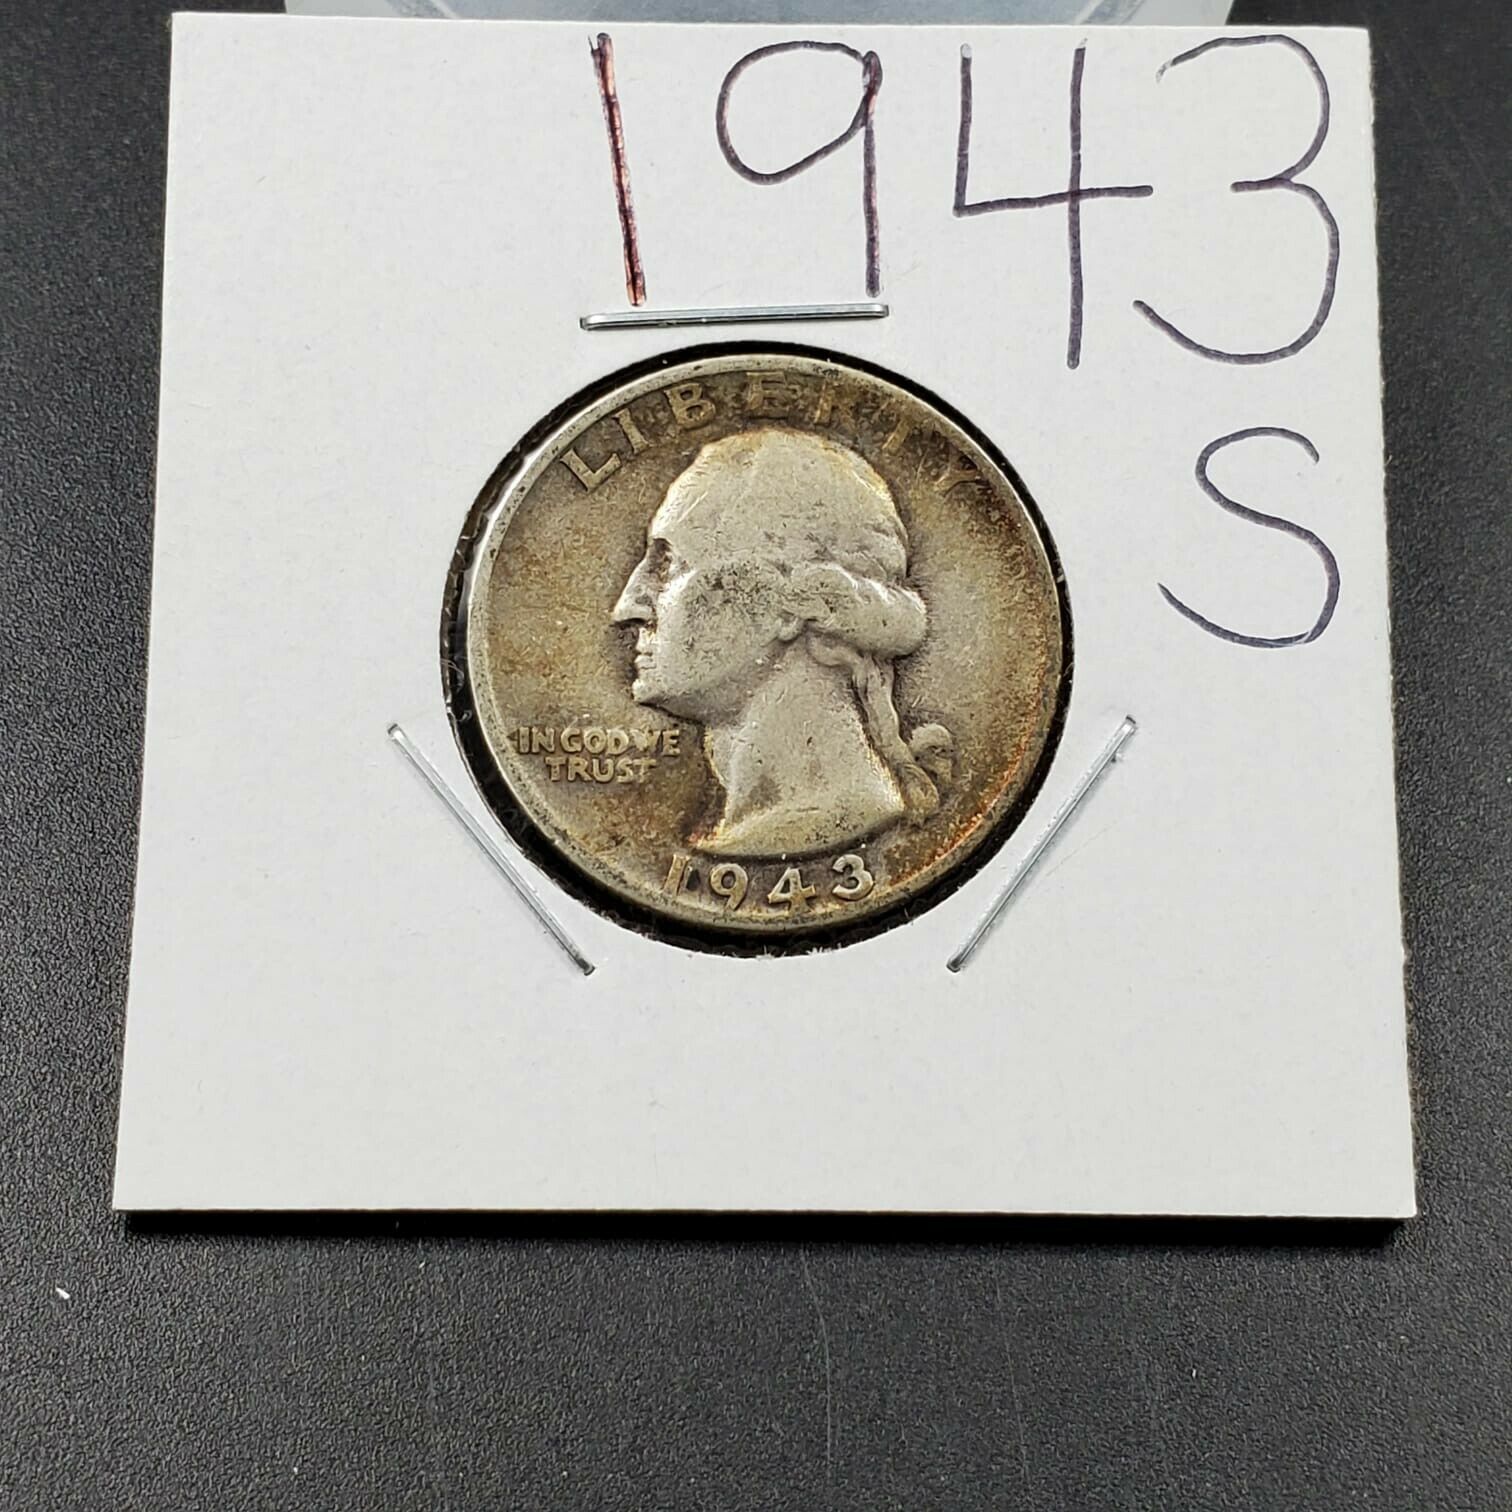 1943
S
LIBERTY
IN GOD WE
TRUST
1943